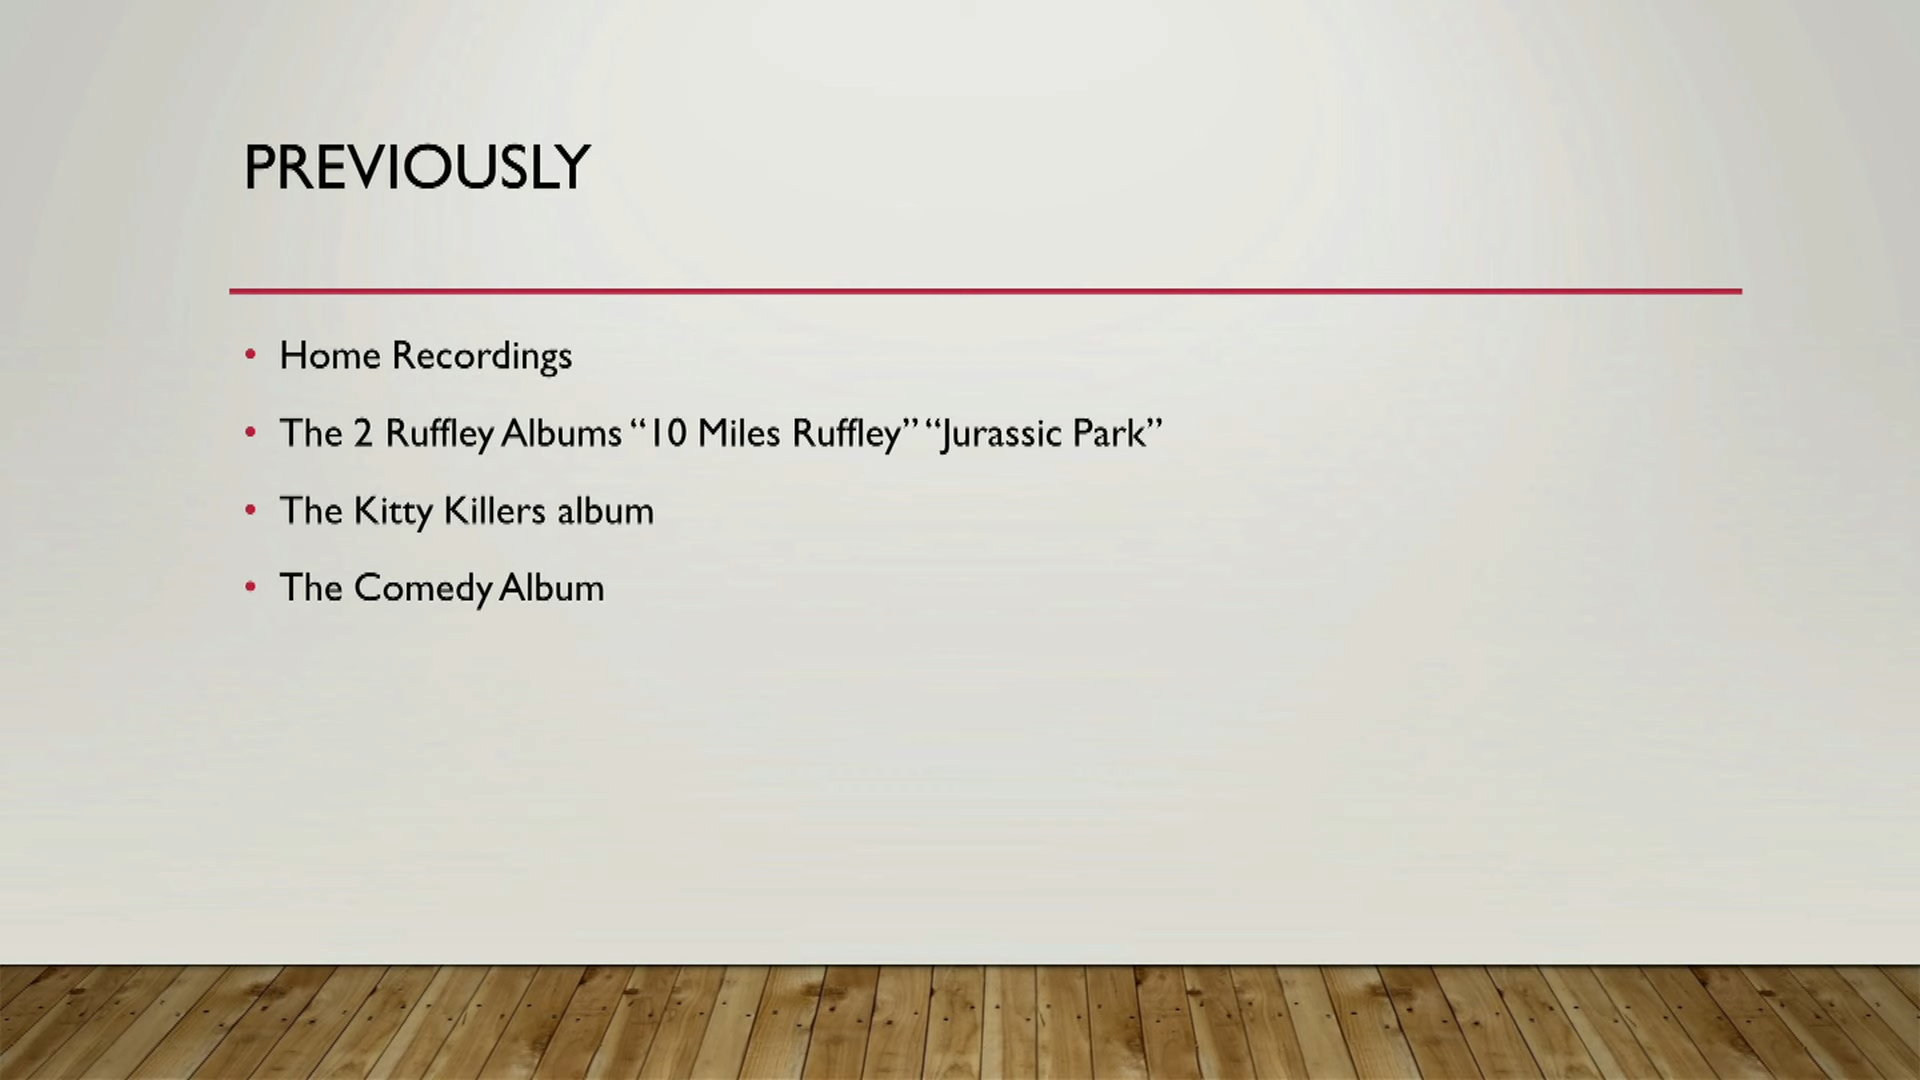 PREVIOUSLY
• Home Recordings
• The 2 Ruffley Albums “10 Miles Ruffley” “Jurassic Park”
• The Kitty Killers album
• The Comedy Album